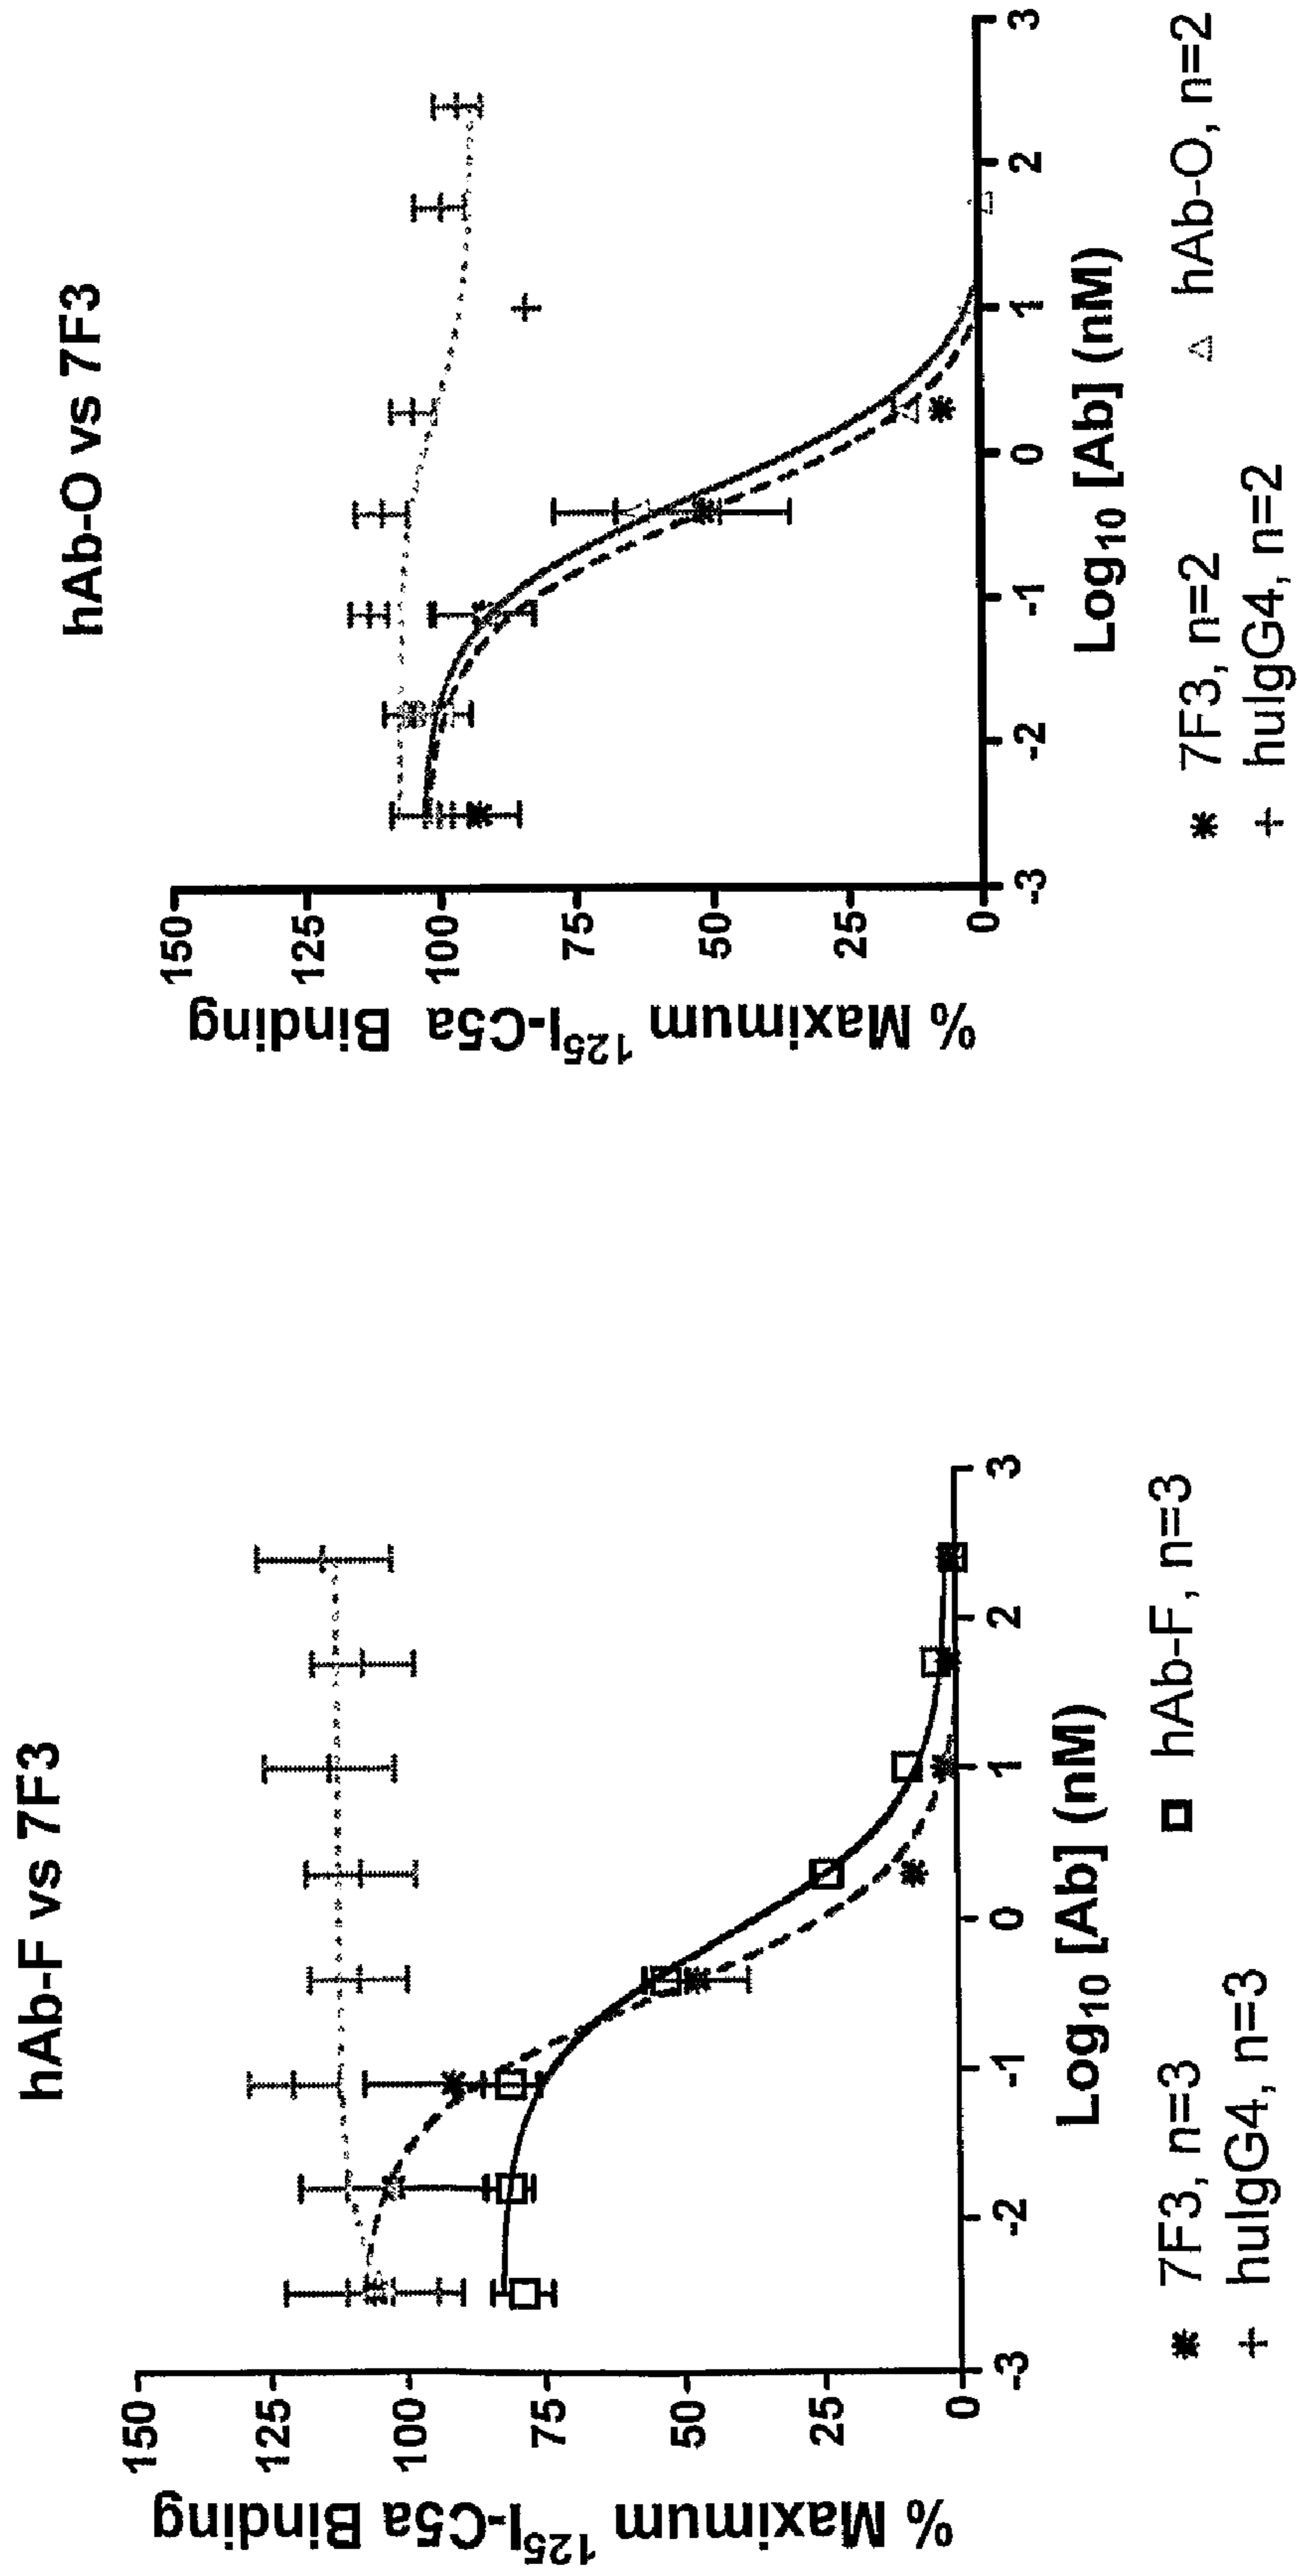 hAb-F vs 7F3
% Maximum ¹²⁵I-C5a Binding
150
125
100
75
50
25
0
-3
-2
-1
0
1
2
3
Log₁₀ [Ab] (nM)
7F3, n=3
hAb-F, n=3
huIgG4, n=3
hAb-O vs 7F3
% Maximum ¹²⁵I-C5a Binding
150
125
100
75
50
25
0
-3
-2
-1
0
1
2
3
Log₁₀ [Ab] (nM)
7F3, n=2
hAb-O, n=2
huIgG4, n=2